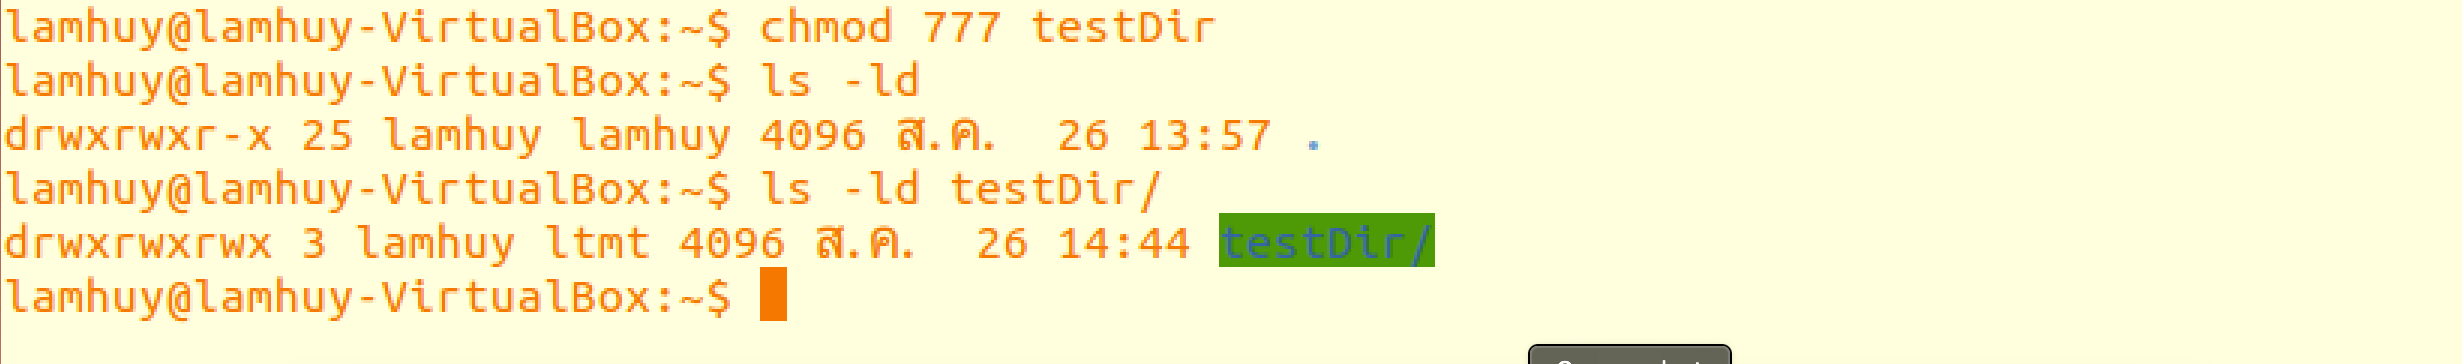 lamhuy@lamhuy-VirtualBox:~$ chmod 777 testDir
lamhuy@lamhuy-VirtualBox:~$ ls -ld
drwxrwxr-x 25 lamhuy lamhuy 4096 ส.ค.  26 13:57 .
lamhuy@lamhuy-VirtualBox:~$ ls -ld testDir/
drwxrwxrwx 3 lamhuy ltmt 4096 ส.ค.  26 14:44 testDir/
lamhuy@lamhuy-VirtualBox:~$